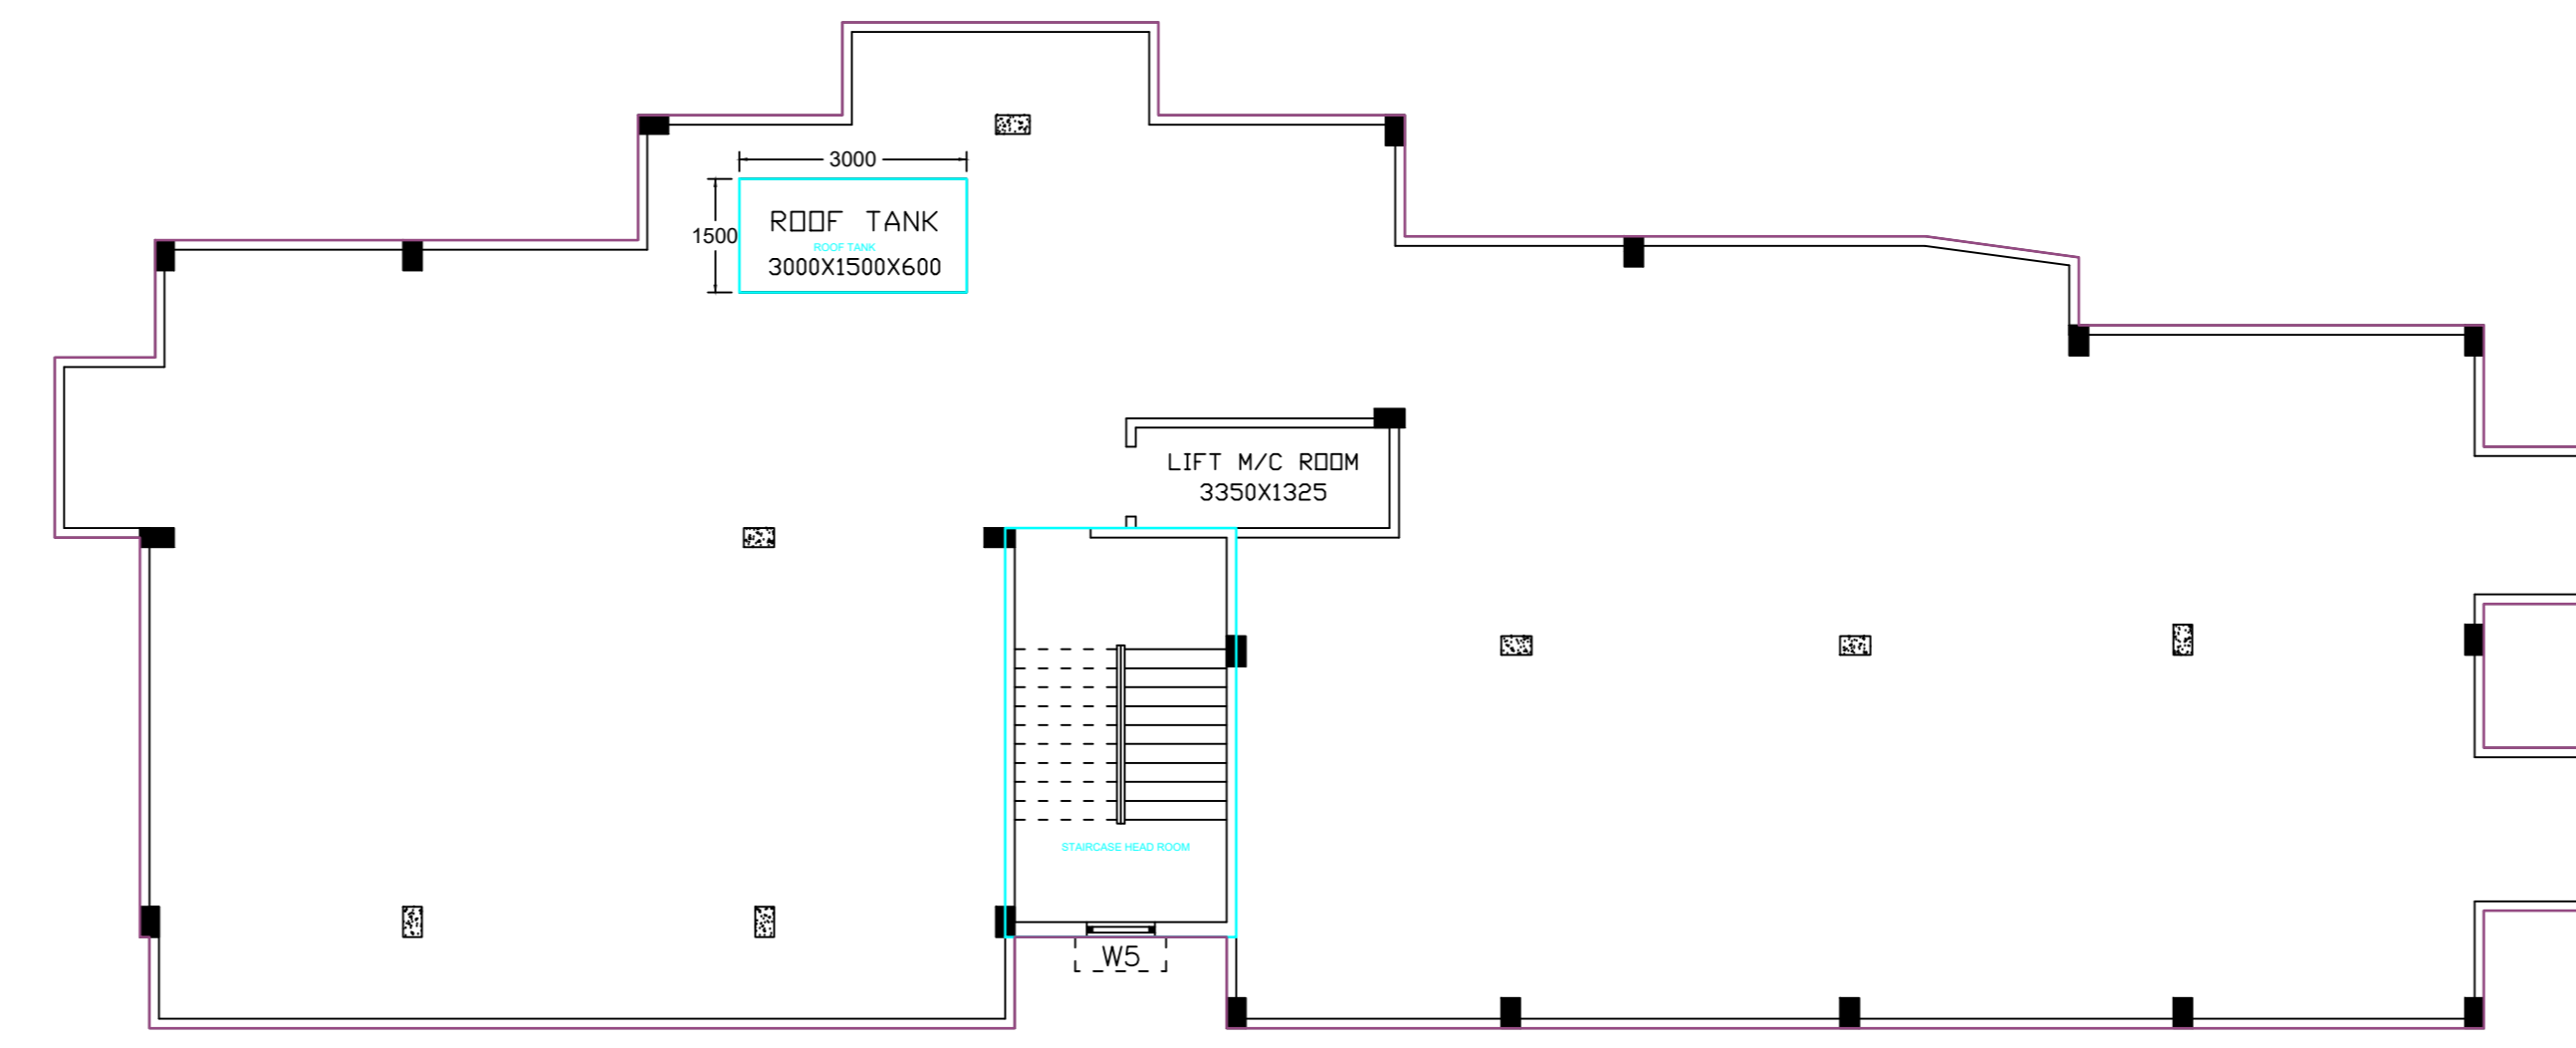 3000
1500
ROOF TANK
ROOF TANK
3000X1500X600
LIFT M/C ROOM
3350X1325
STAIRCASE HEAD ROOM
W5